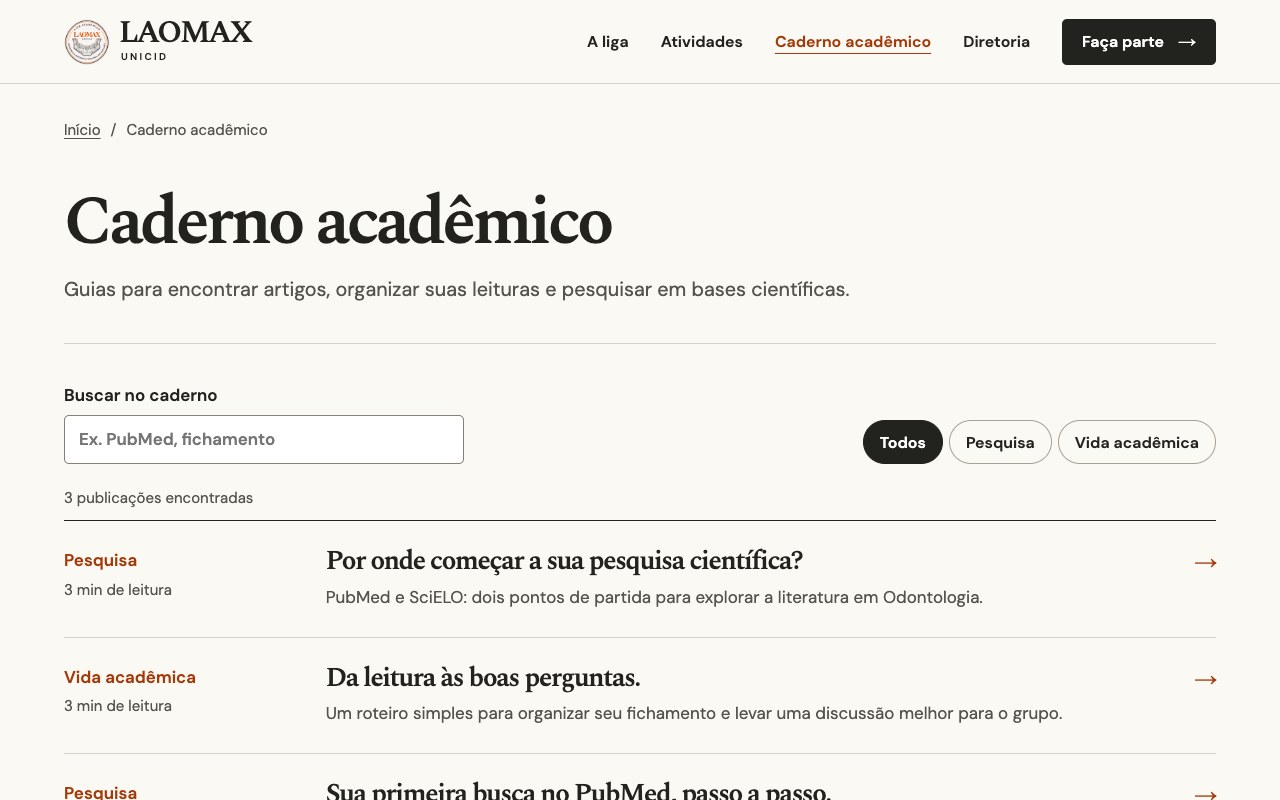 LAOMAX
LAOMAX
UNICID
A liga
Atividades
Caderno acadêmico
Diretoria
Faça parte →
Início / Caderno acadêmico
Caderno acadêmico
Guias para encontrar artigos, organizar suas leituras e pesquisar em bases científicas.
Buscar no caderno
Ex. PubMed, fichamento
Todos
Pesquisa
Vida acadêmica
3 publicações encontradas
Pesquisa
3 min de leitura
Por onde começar a sua pesquisa científica?
PubMed e SciELO: dois pontos de partida para explorar a literatura em Odontologia.
→
Vida acadêmica
3 min de leitura
Da leitura às boas perguntas.
Um roteiro simples para organizar seu fichamento e levar uma discussão melhor para o grupo.
→
Pesquisa
Sua primeira busca no PubMed, passo a passo.
→